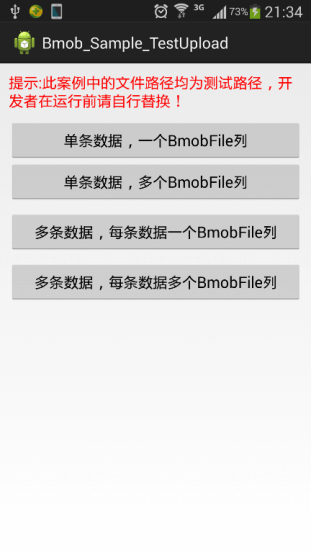 3G 73% 21:34
Bmob_Sample_TestUpload
提示:此案例中的文件路径均为测试路径，开
发者在运行前请自行替换！
单条数据，一个BmobFile列
单条数据，多个BmobFile列
多条数据，每条数据一个BmobFile列
多条数据，每条数据多个BmobFile列